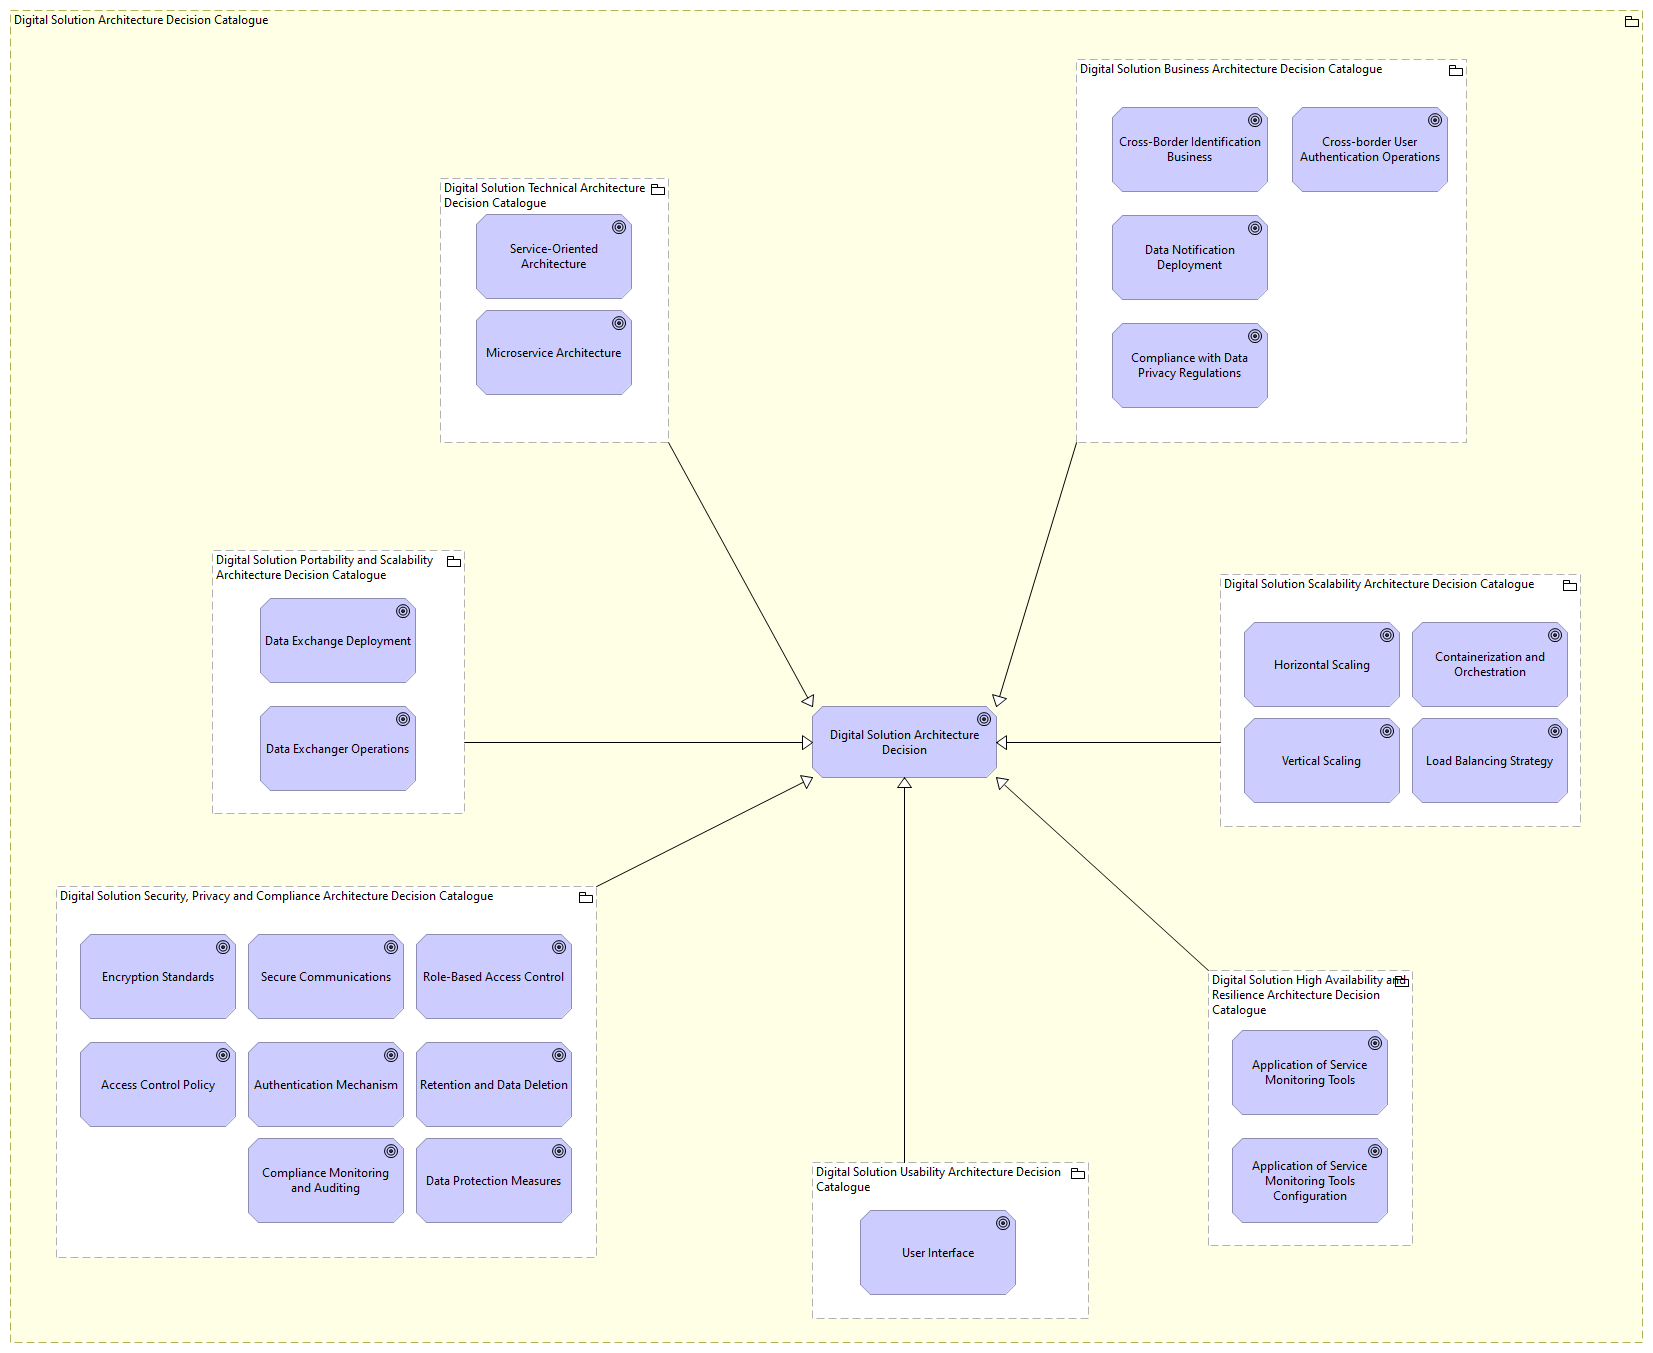 Digital Solution Architecture Decision Catalogue
Digital Solution Business Architecture Decision Catalogue
Cross-Border Identification
Business
Cross-border User
Authentication Operations
Data Notification
Deployment
Compliance with Data
Privacy Regulations
Digital Solution Technical Architecture
Decision Catalogue
Service-Oriented
Architecture
Microservice Architecture
Digital Solution Portability and Scalability
Architecture Decision Catalogue
Data Exchange Deployment
Data Exchanger Operations
Digital Solution Scalability Architecture Decision Catalogue
Horizontal Scaling
Containerization and
Orchestration
Vertical Scaling
Load Balancing Strategy
Digital Solution Architecture
Decision
Digital Solution Security, Privacy and Compliance Architecture Decision Catalogue
Encryption Standards
Secure Communications
Role-Based Access Control
Access Control Policy
Authentication Mechanism
Retention and Data Deletion
Compliance Monitoring
and Auditing
Data Protection Measures
Digital Solution High Availability and
Resilience Architecture Decision
Catalogue
Application of Service
Monitoring Tools
Application of Service
Monitoring Tools
Configuration
Digital Solution Usability Architecture Decision
Catalogue
User Interface